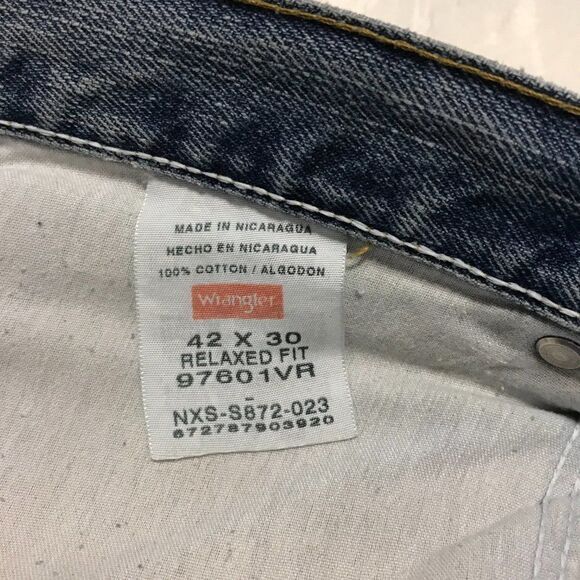 MADE IN NICARAGUA
HECHO EN NICARAGUA
100% COTTON / ALGODON
Wrangler
42 X 30
RELAXED FIT
97601VR
-
NXS-S872-023
672787903920